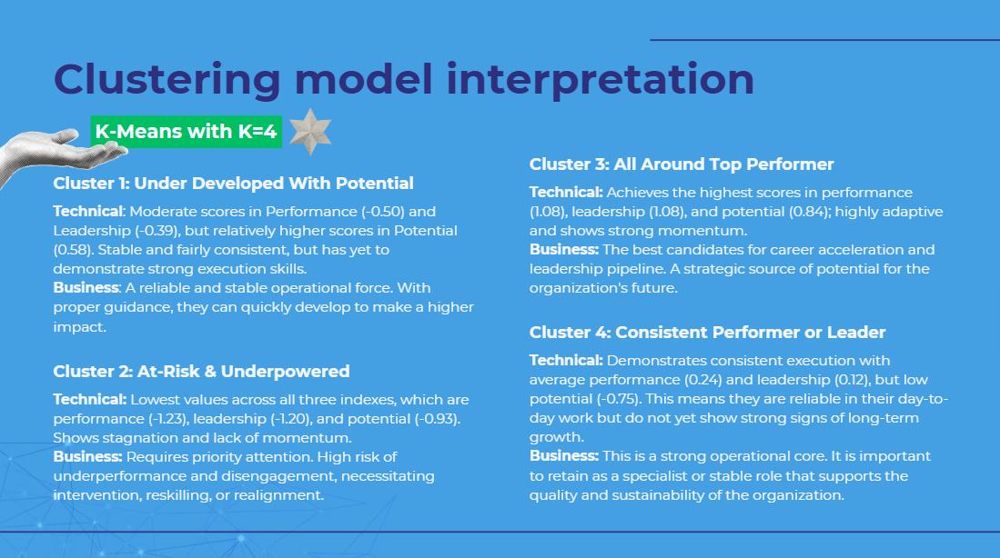 Clustering model interpretation
K-Means with K=4
Cluster 1: Under Developed With Potential
Technical: Moderate scores in Performance (-0.50) and
Leadership (-0.39), but relatively higher scores in Potential
(0.58). Stable and fairly consistent, but has yet to
demonstrate strong execution skills.
Business: A reliable and stable operational force. With
proper guidance, they can quickly develop to make a higher
impact.
Cluster 2: At-Risk & Underpowered
Technical: Lowest values across all three indexes, which are
performance (-1.23), leadership (-1.20), and potential (-0.93).
Shows stagnation and lack of momentum.
Business: Requires priority attention. High risk of
underperformance and disengagement, necessitating
intervention, reskilling, or realignment.
Cluster 3: All Around Top Performer
Technical: Achieves the highest scores in performance
(1.08), leadership (1.08), and potential (0.84); highly adaptive
and shows strong momentum.
Business: The best candidates for career acceleration and
leadership pipeline. A strategic source of potential for the
organization's future.
Cluster 4: Consistent Performer or Leader
Technical: Demonstrates consistent execution with
average performance (0.24) and leadership (0.12), but low
potential (-0.75). This means they are reliable in their day-to-
day work but do not yet show strong signs of long-term
growth.
Business: This is a strong operational core. It is important
to retain as a specialist or stable role that supports the
quality and sustainability of the organization.